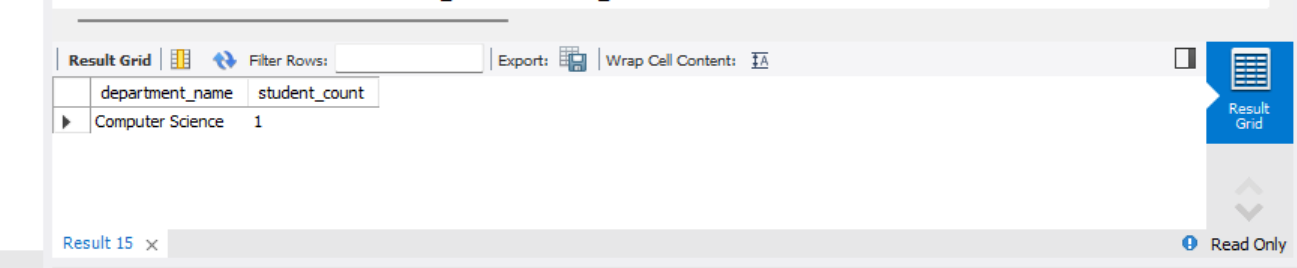 Result Grid Filter Rows: Export: Wrap Cell Content: IA
department_name student_count
Computer Science 1
Result
Grid
Result 15 × Read Only